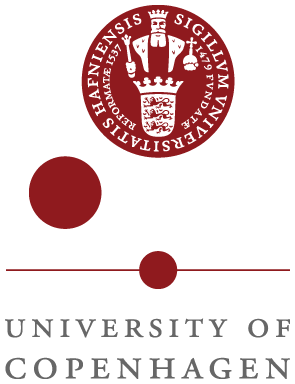 SIGILLVM VNIVERSITATIS HAFNIENSIS
1479 FVNDATÆ
REFORMATÆ 1537
UNIVERSITY OF
COPENHAGEN